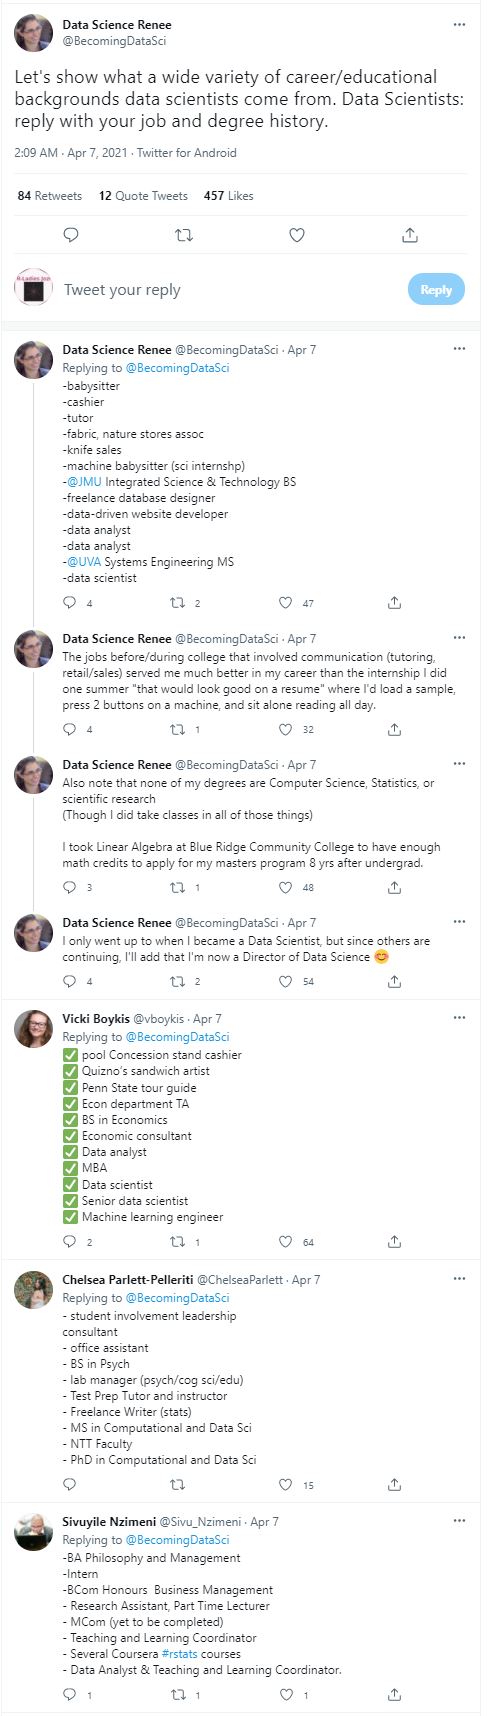 Data Science Renee
@BecomingDataSci
Let's show what a wide variety of career/educational
backgrounds data scientists come from. Data Scientists:
reply with your job and degree history.
2:09 AM · Apr 7, 2021 · Twitter for Android
84 Retweets 12 Quote Tweets 457 Likes
Tweet your reply
Reply
Data Science Renee @BecomingDataSci · Apr 7
Replying to @BecomingDataSci
-babysitter
-cashier
-tutor
-fabric, nature stores assoc
-knife sales
-machine babysitter (sci internshp)
-@JMU Integrated Science & Technology BS
-freelance database designer
-data-driven website developer
-data analyst
-data analyst
-@UVA Systems Engineering MS
-data scientist
4 2 47
Data Science Renee @BecomingDataSci · Apr 7
The jobs before/during college that involved communication (tutoring,
retail/sales) served me much better in my career than the internship I did
one summer "that would look good on a resume" where I'd load a sample,
press 2 buttons on a machine, and sit alone reading all day.
4 1 32
Data Science Renee @BecomingDataSci · Apr 7
Also note that none of my degrees are Computer Science, Statistics, or
scientific research
(Though I did take classes in all of those things)
I took Linear Algebra at Blue Ridge Community College to have enough
math credits to apply for my masters program 8 yrs after undergrad.
3 1 48
Data Science Renee @BecomingDataSci · Apr 7
I only went up to when I became a Data Scientist, but since others are
continuing, I'll add that I'm now a Director of Data Science 😊
4 2 54
Vicki Boykis @vboykis · Apr 7
Replying to @BecomingDataSci
✅ pool Concession stand cashier
✅ Quizno's sandwich artist
✅ Penn State tour guide
✅ Econ department TA
✅ BS in Economics
✅ Economic consultant
✅ Data analyst
✅ MBA
✅ Data scientist
✅ Senior data scientist
✅ Machine learning engineer
2 1 64
Chelsea Parlett-Pelleriti @ChelseaParlett · Apr 7
Replying to @BecomingDataSci
- student involvement leadership
consultant
- office assistant
- BS in Psych
- lab manager (psych/cog sci/edu)
- Test Prep Tutor and instructor
- Freelance Writer (stats)
- MS in Computational and Data Sci
- NTT Faculty
- PhD in Computational and Data Sci
15
Sivuyile Nzimeni @Sivu_Nzimeni · Apr 7
Replying to @BecomingDataSci
-BA Philosophy and Management
-Intern
-BCom Honours Business Management
- Research Assistant, Part Time Lecturer
- MCom (yet to be completed)
- Teaching and Learning Coordinator
- Several Coursera #rstats courses
- Data Analyst & Teaching and Learning Coordinator.
1 1 1